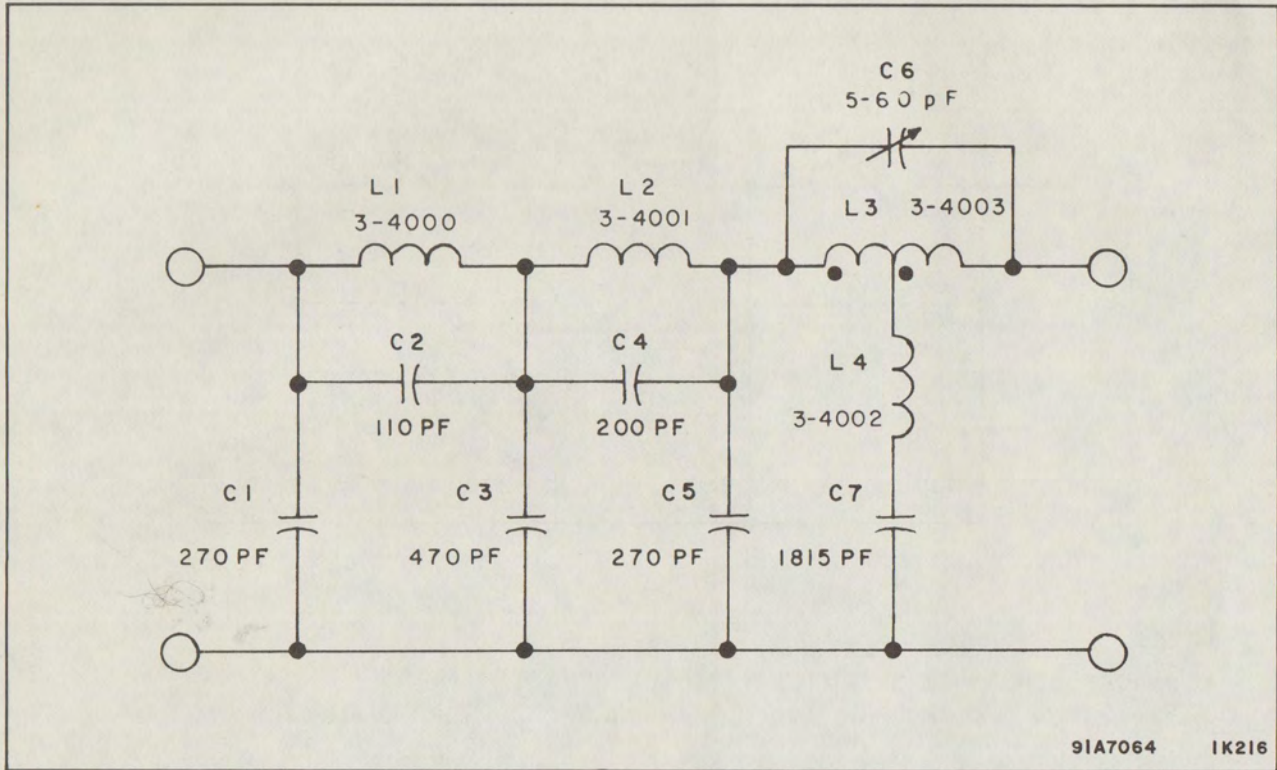 C6
5-60 pF
L1
3-4000
L2
3-4001
L3 3-4003
C2
110 PF
C4
200 PF
L4
3-4002
C1
270 PF
C3
470 PF
C5
270 PF
C7
1815 PF
91A7064 1K216